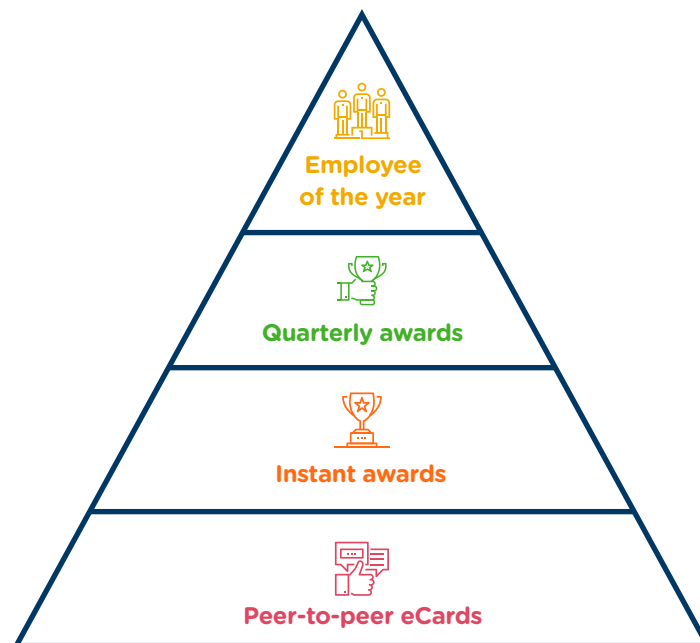 Employee
of the year
Quarterly awards
Instant awards
Peer-to-peer eCards